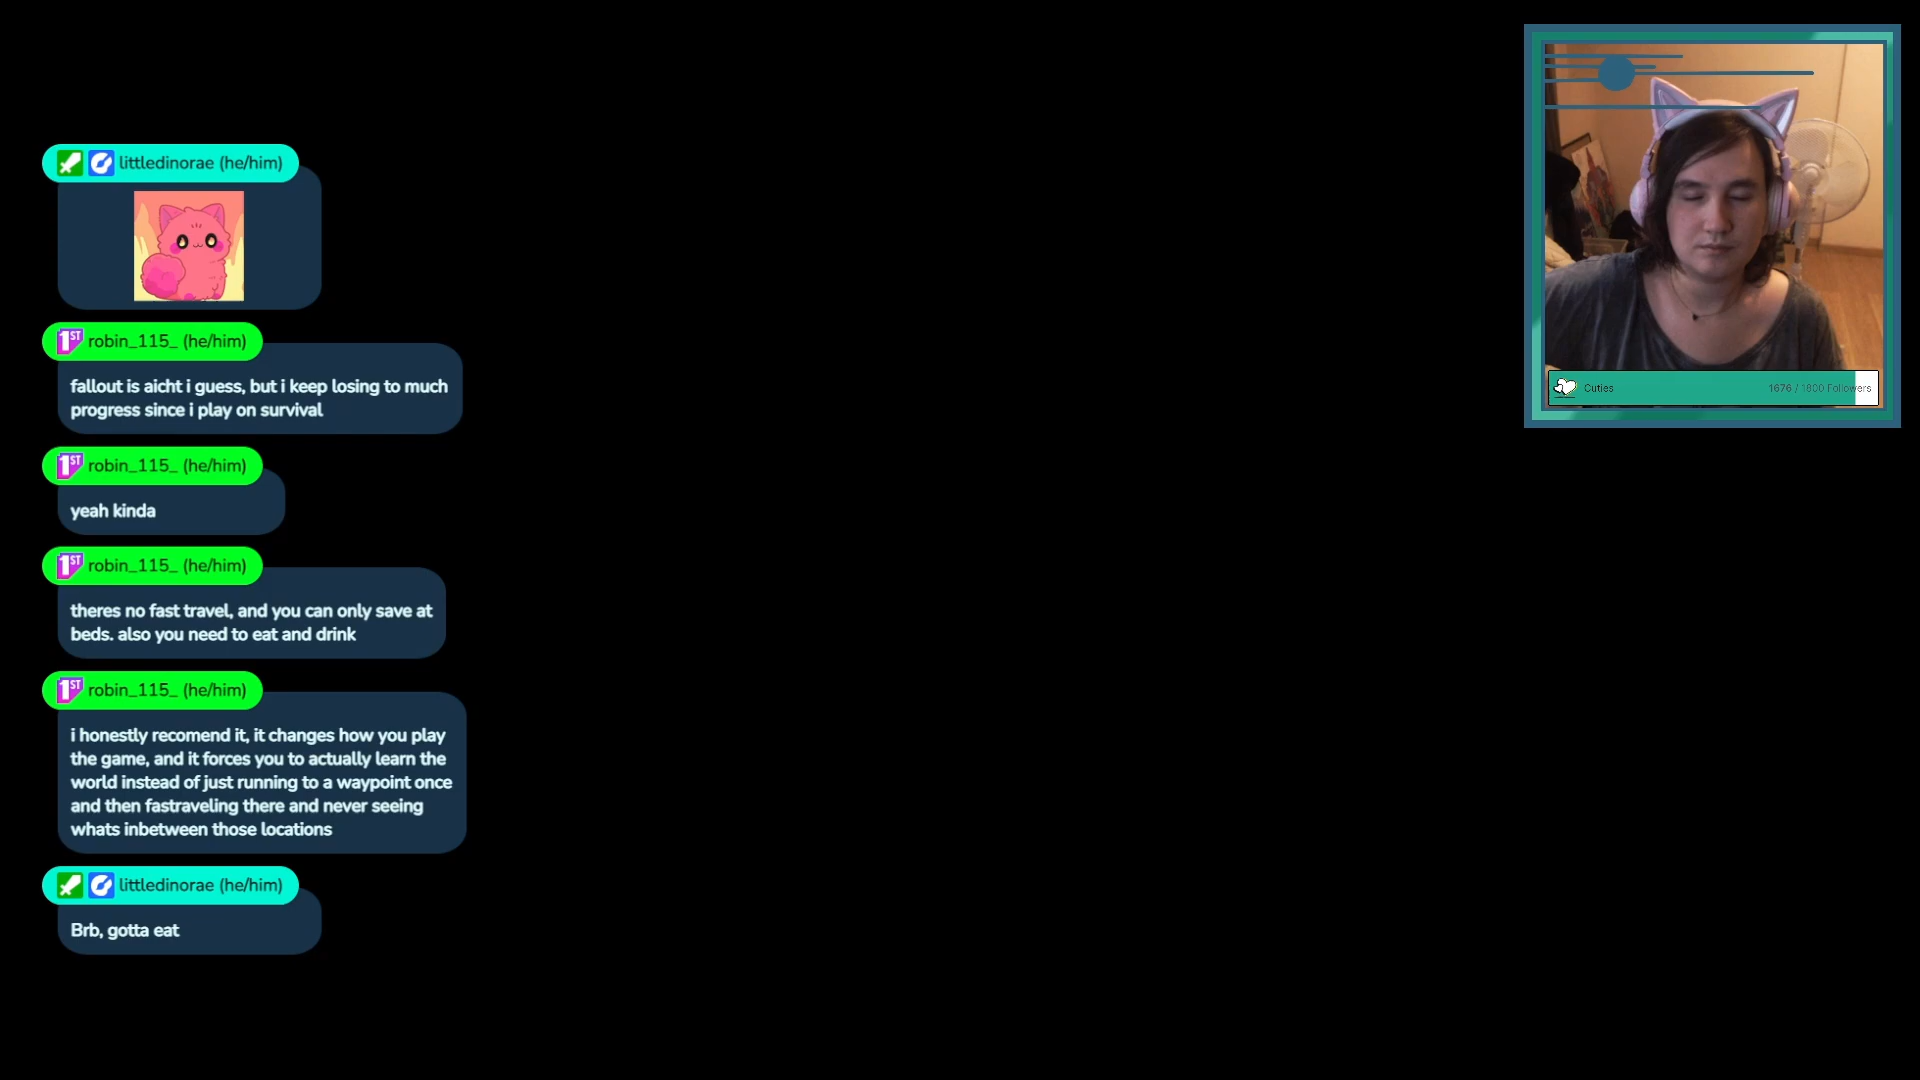 littledinorae (he/him)
1ST robin_115_ (he/him)
fallout is aicht i guess, but i keep losing to much
progress since i play on survival
1ST robin_115_ (he/him)
yeah kinda
1ST robin_115_ (he/him)
theres no fast travel, and you can only save at
beds. also you need to eat and drink
1ST robin_115_ (he/him)
i honestly recomend it, it changes how you play
the game, and it forces you to actually learn the
world instead of just running to a waypoint once
and then fastraveling there and never seeing
whats inbetween those locations
littledinorae (he/him)
Brb, gotta eat
Cuties 1676 / 1800 Followers